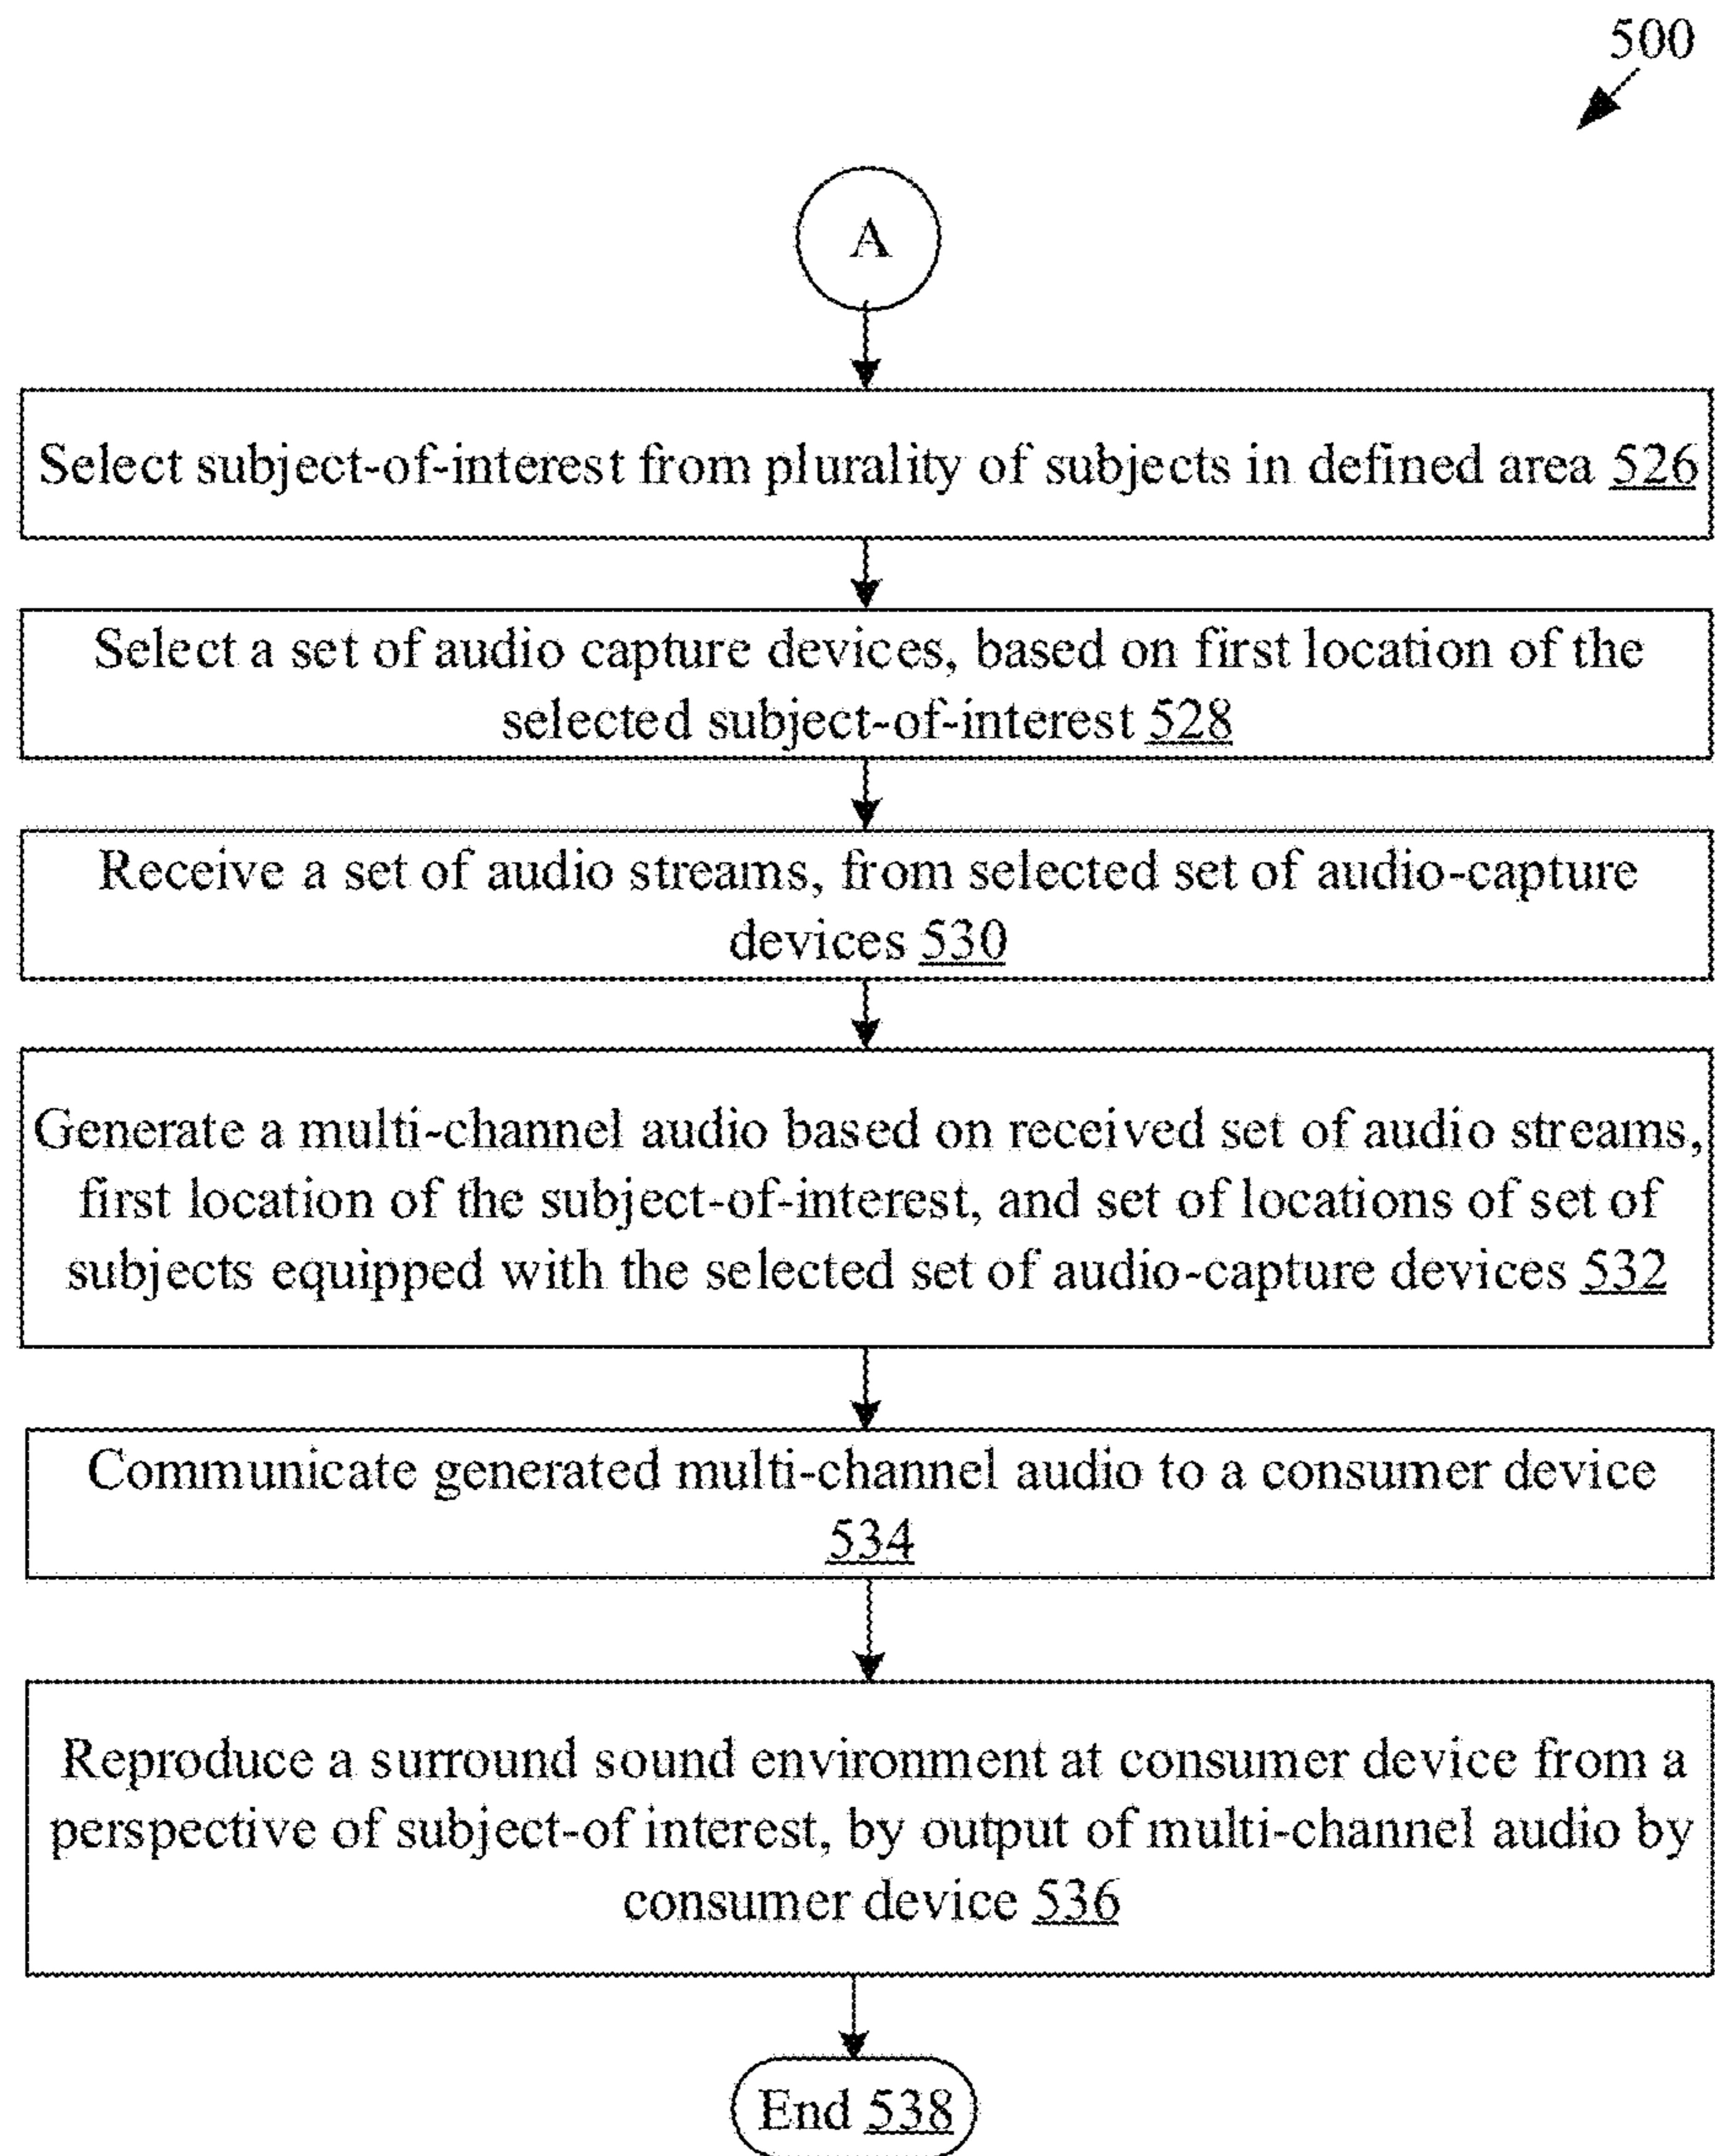 500
A
Select subject-of-interest from plurality of subjects in defined area 526
Select a set of audio capture devices, based on first location of the
selected subject-of-interest 528
Receive a set of audio streams, from selected set of audio-capture
devices 530
Generate a multi-channel audio based on received set of audio streams,
first location of the subject-of-interest, and set of locations of set of
subjects equipped with the selected set of audio-capture devices 532
Communicate generated multi-channel audio to a consumer device
534
Reproduce a surround sound environment at consumer device from a
perspective of subject-of interest, by output of multi-channel audio by
consumer device 536
End 538